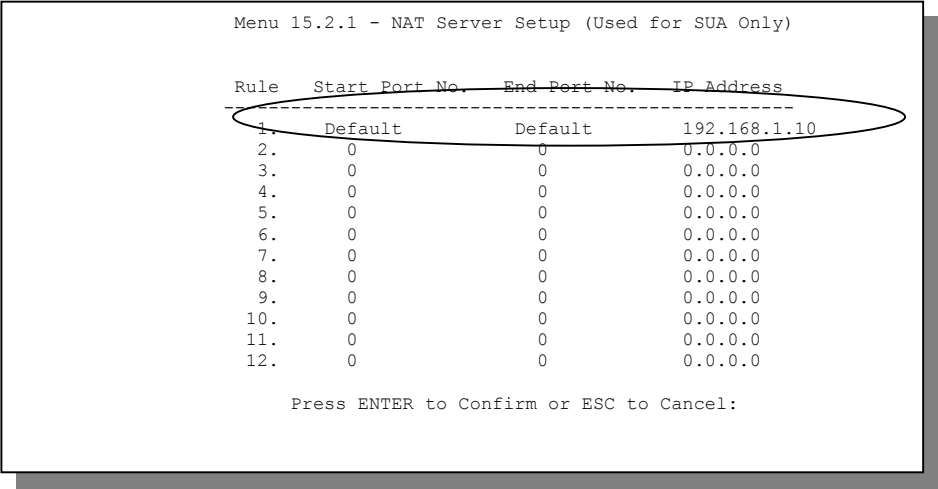 Menu 15.2.1 - NAT Server Setup (Used for SUA Only)
Rule Start Port No. End Port No. IP Address
---------------------------------------------------------
1. Default Default 192.168.1.10
2. 0 0 0.0.0.0
3. 0 0 0.0.0.0
4. 0 0 0.0.0.0
5. 0 0 0.0.0.0
6. 0 0 0.0.0.0
7. 0 0 0.0.0.0
8. 0 0 0.0.0.0
9. 0 0 0.0.0.0
10. 0 0 0.0.0.0
11. 0 0 0.0.0.0
12. 0 0 0.0.0.0
Press ENTER to Confirm or ESC to Cancel: